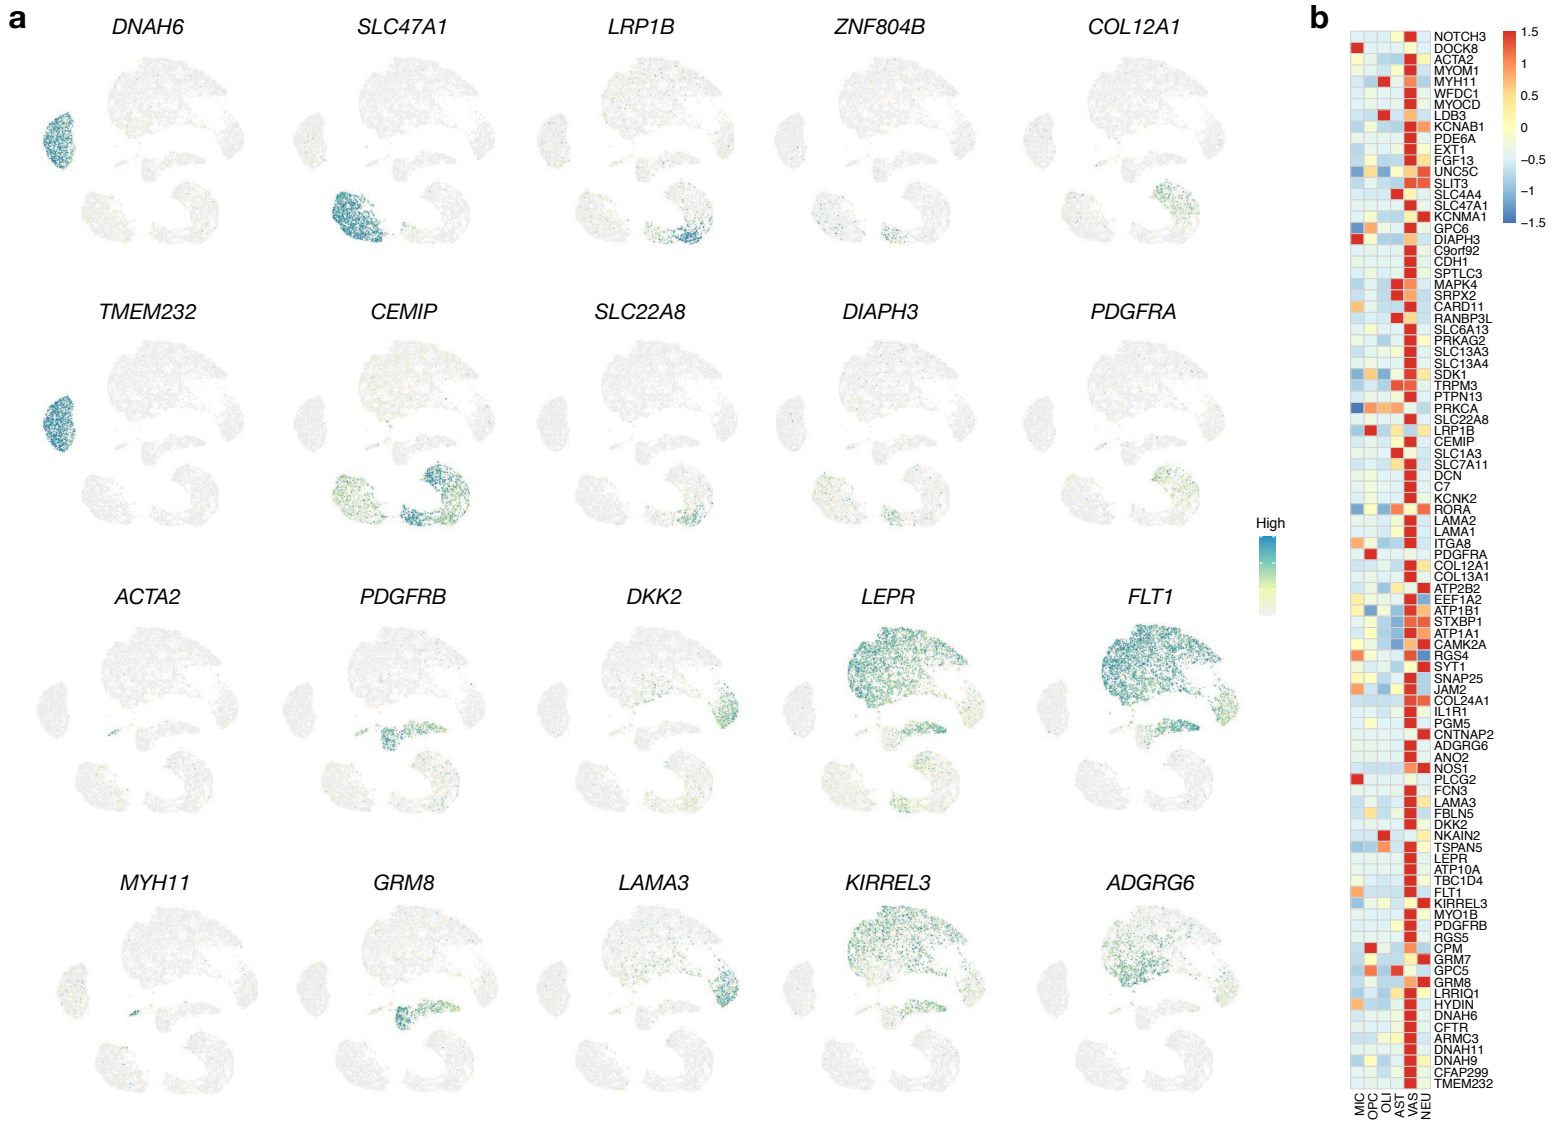 a
DNAH6
SLC47A1
LRP1B
ZNF804B
COL12A1
TMEM232
CEMIP
SLC22A8
DIAPH3
PDGFRA
High
ACTA2
PDGFRB
DKK2
LEPR
FLT1
MYH11
GRM8
LAMA3
KIRREL3
ADGRG6
b
NOTCH3
DOCK8
ACTA2
MYOM1
MYH11
WFDC1
MYOCD
LDB3
KCNAB1
PDE6A
EXT1
FGF13
UNC5C
SLIT3
SLC4A4
SLC47A1
KCNMA1
GPC6
DIAPH3
C9orf92
CDH1
SPTLC3
MAPK4
SRPX2
CARD11
RANBP3L
SLC6A13
PRKAG2
SLC13A3
SLC13A4
SDK1
TRPM3
PTPN13
PRKCA
SLC22A8
LRP1B
CEMIP
SLC1A3
SLC7A11
DCN
C7
KCNK2
RORA
LAMA2
LAMA1
ITGA8
PDGFRA
COL12A1
COL13A1
ATP2B2
EEF1A2
ATP1B1
STXBP1
ATP1A1
CAMK2A
RGS4
SYT1
SNAP25
JAM2
COL24A1
IL1R1
PGM5
CNTNAP2
ADGRG6
ANO2
NOS1
PLCG2
FCN3
LAMA3
FBLN5
DKK2
NKAIN2
TSPAN5
LEPR
ATP10A
TBC1D4
FLT1
KIRREL3
MYO1B
PDGFRB
RGS5
CPM
GRM7
GPC5
GRM8
LRRIQ1
HYDIN
DNAH6
CFTR
ARMC3
DNAH11
DNAH9
CFAP299
TMEM232
MIC
OPC
OLI
AST
VAS
NEU
1.5
1
0.5
0
−0.5
−1
−1.5